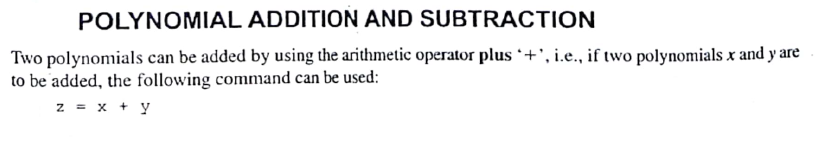 POLYNOMIAL ADDITION AND SUBTRACTION
Two polynomials can be added by using the arithmetic operator plus ‘+’, i.e., if two polynomials x and y are
to be added, the following command can be used:
z = x + y